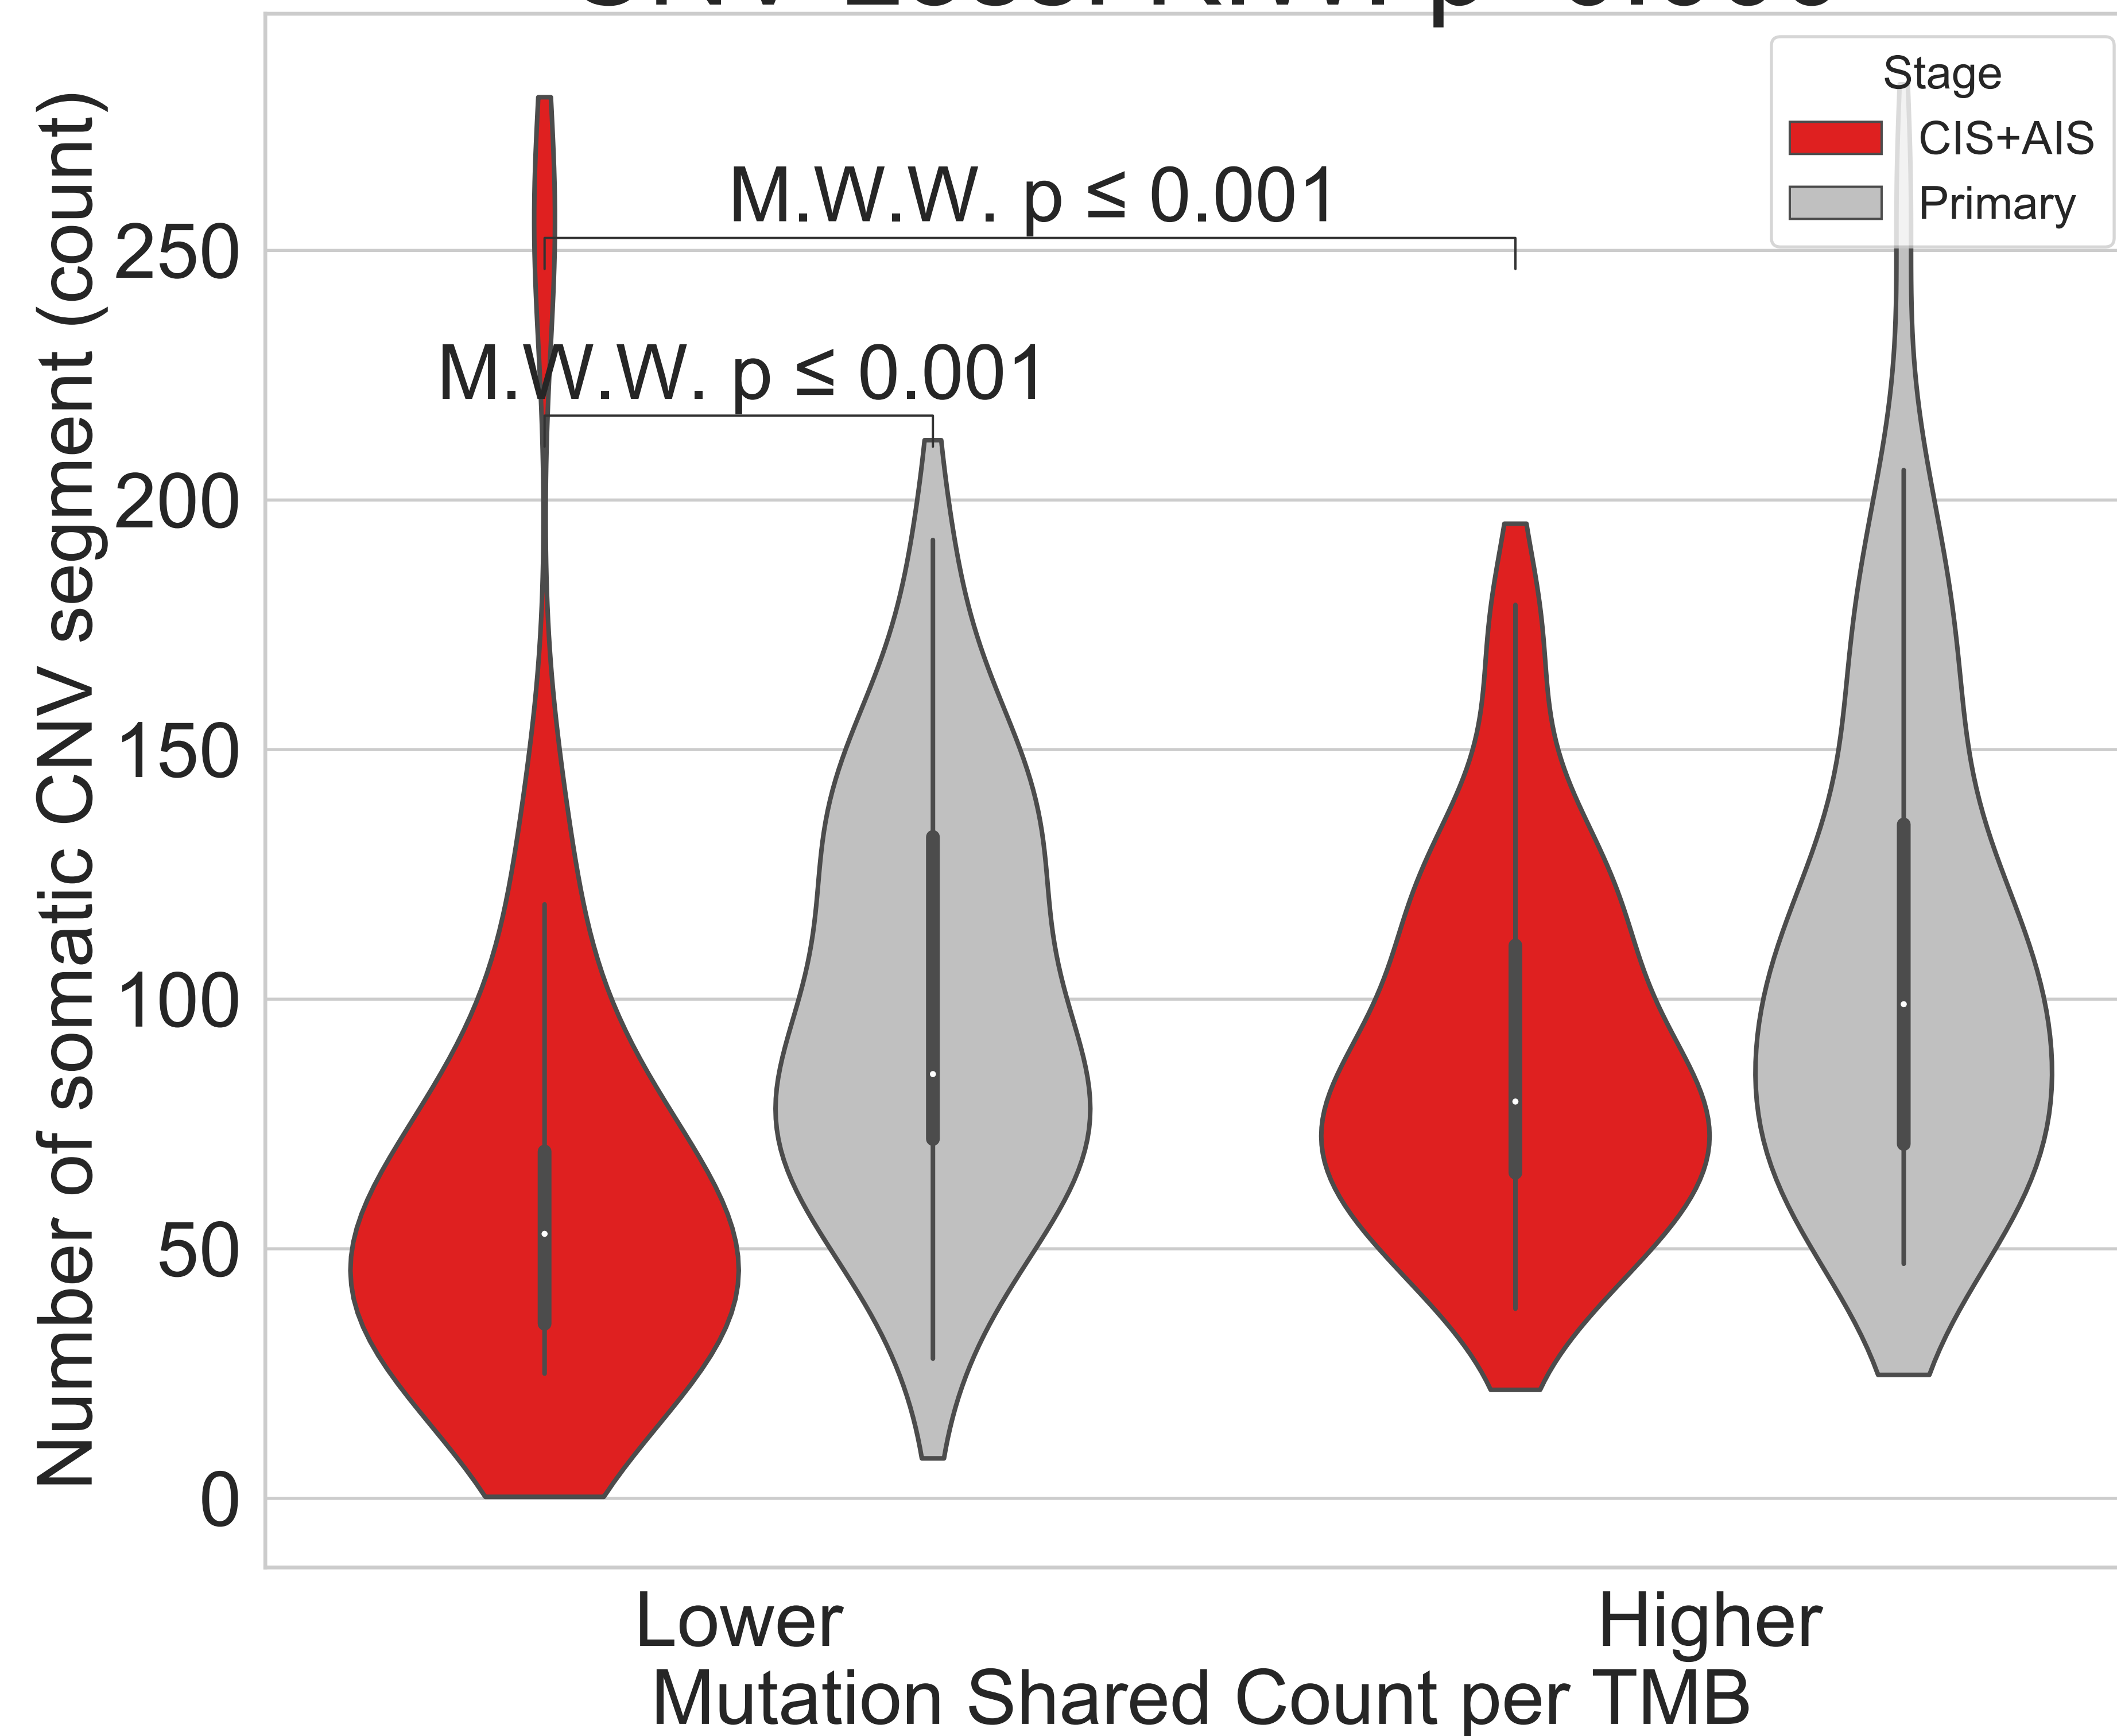 Stage
CIS+AIS
Primary
M.W.W. p ≤ 0.001
M.W.W. p ≤ 0.001
Number of somatic CNV segment (count)
250
200
150
100
50
0
Lower
Higher
Mutation Shared Count per TMB